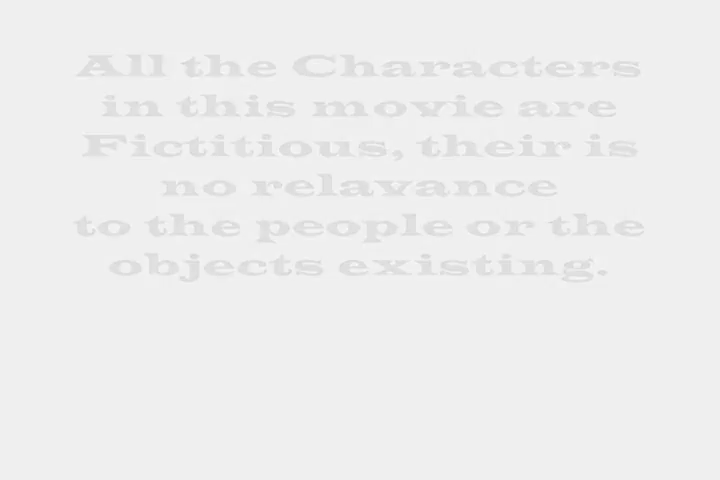 All the Characters
in this movie are
Fictitious, their is
no relavance
to the people or the
objects existing.